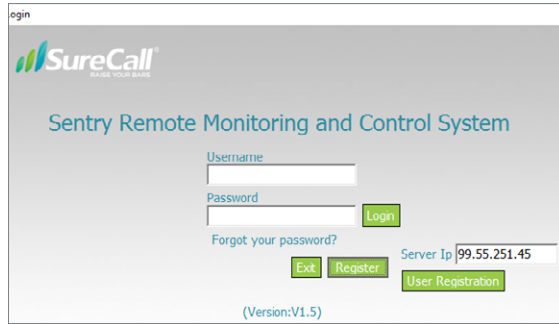 ogin
SureCall®
RAISE YOUR BARS
Sentry Remote Monitoring and Control System
Username
Password
Login
Forgot your password?
Server Ip 99.55.251.45
Exit Register
User Registration
(Version:V1.5)